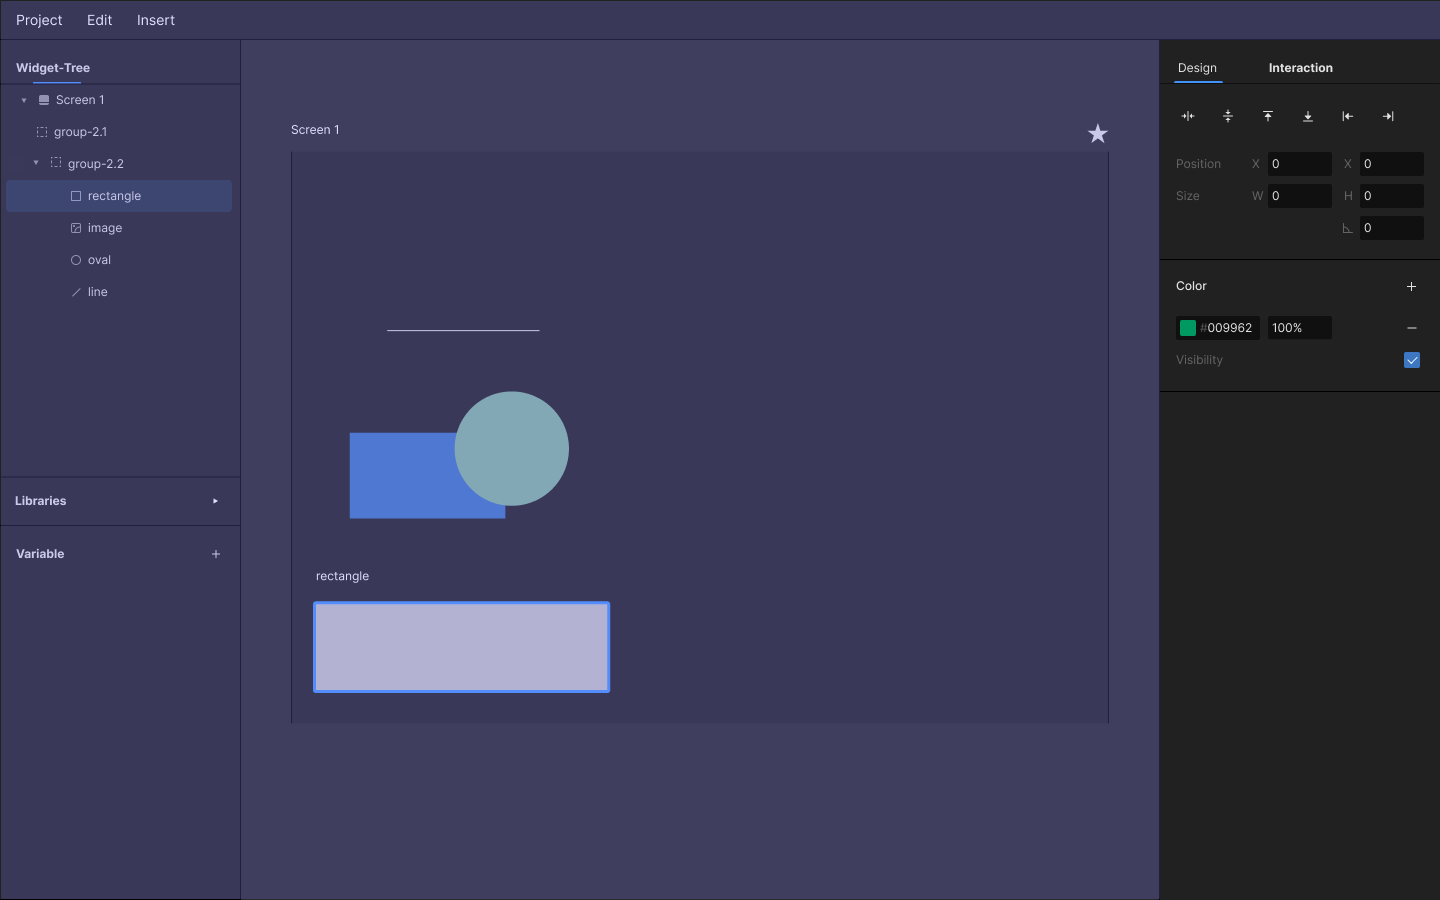 Project Edit Insert
Widget-Tree
Screen 1
group-2.1
group-2.2
rectangle
image
oval
line
Libraries
Variable
Screen 1
rectangle
Design Interaction
Position X 0 X 0
Size W 0 H 0
0
Color
#009962 100%
Visibility